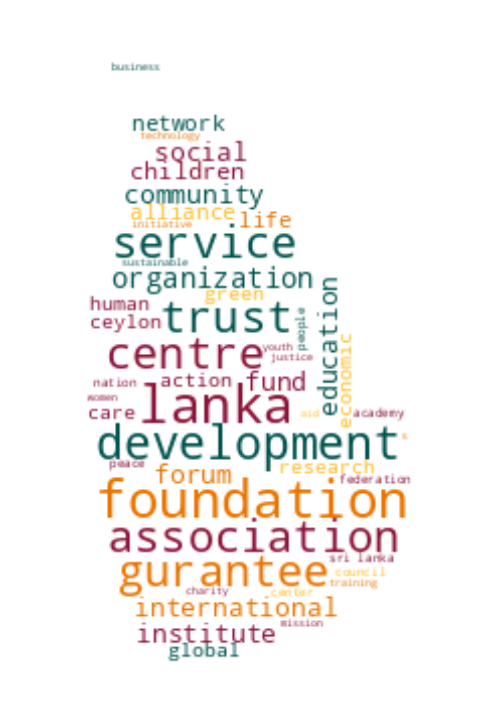 business
network
technology
social
children
community
alliance
life
initiative
service
sustainable
organization
green
human
trust
people
education
ceylon
centre
youth
justice
economic
nation
action
fund
women
lanka
aid
academy
care
development
s
peace
forum
research
federation
foundation
association
sri lanka
gurantee
council
training
charity
center
international
mission
institute
global